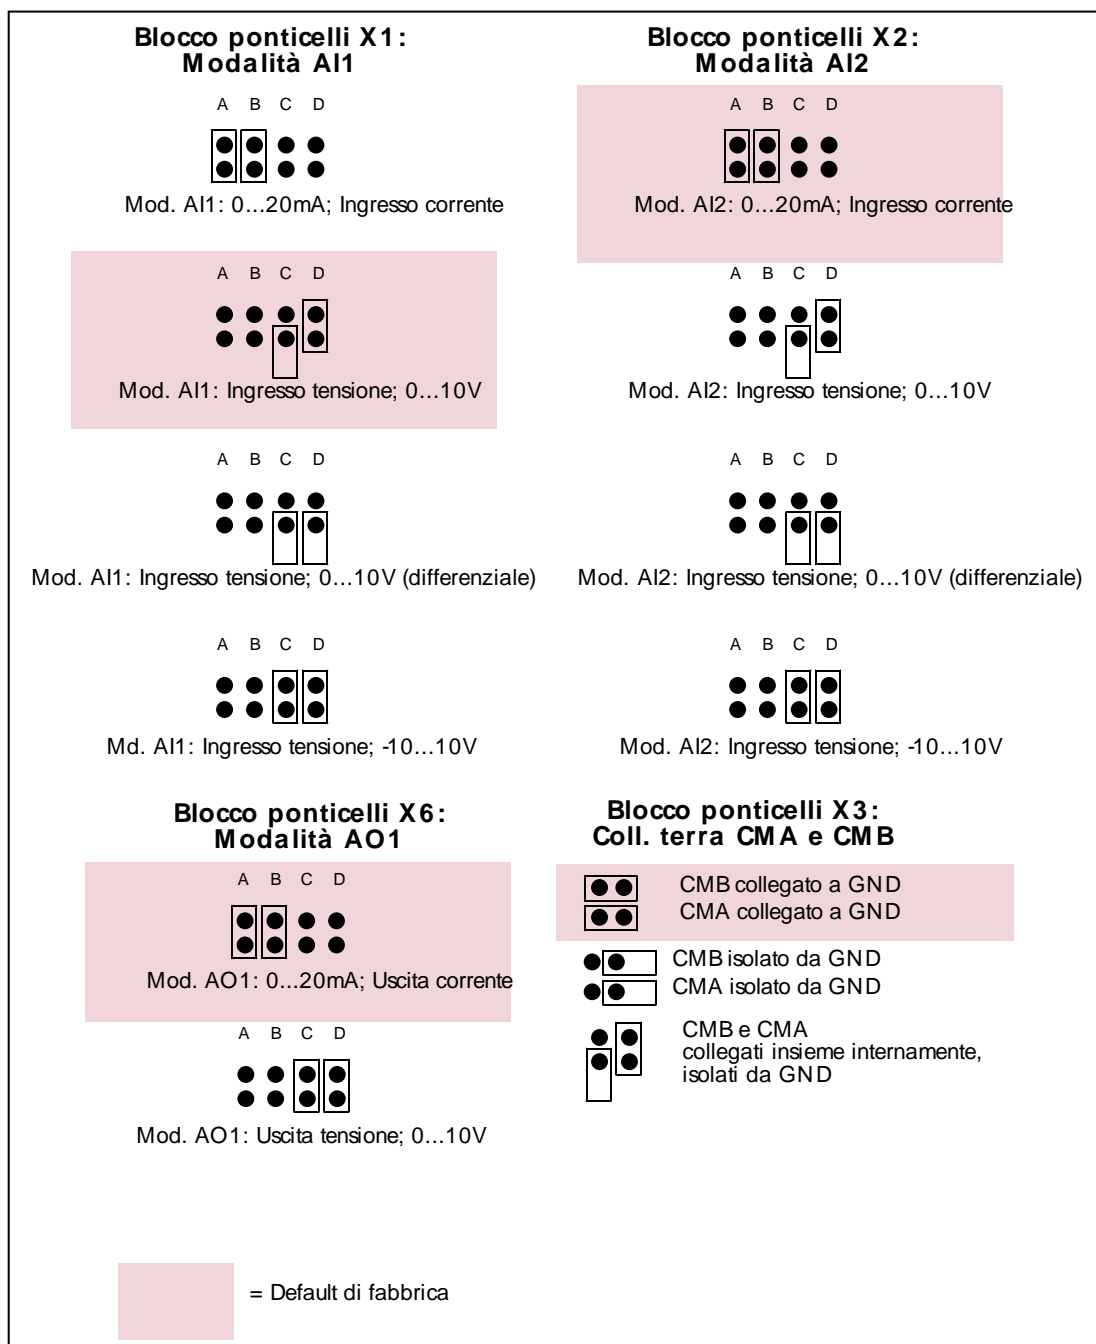 Blocco ponticelli X1:
Modalità AI1
A B C D
Mod. AI1: 0...20mA; Ingresso corrente
A B C D
Mod. AI1: Ingresso tensione; 0...10V
A B C D
Mod. AI1: Ingresso tensione; 0...10V (differenziale)
A B C D
Md. AI1: Ingresso tensione; -10...10V
Blocco ponticelli X2:
Modalità AI2
A B C D
Mod. AI2: 0...20mA; Ingresso corrente
A B C D
Mod. AI2: Ingresso tensione; 0...10V
A B C D
Mod. AI2: Ingresso tensione; 0...10V (differenziale)
A B C D
Mod. AI2: Ingresso tensione; -10...10V
Blocco ponticelli X6:
Modalità AO1
A B C D
Mod. AO1: 0...20mA; Uscita corrente
A B C D
Mod. AO1: Uscita tensione; 0...10V
Blocco ponticelli X3:
Coll. terra CMA e CMB
CMB collegato a GND
CMA collegato a GND
CMB isolato da GND
CMA isolato da GND
CMB e CMA
collegati insieme internamente,
isolati da GND
= Default di fabbrica